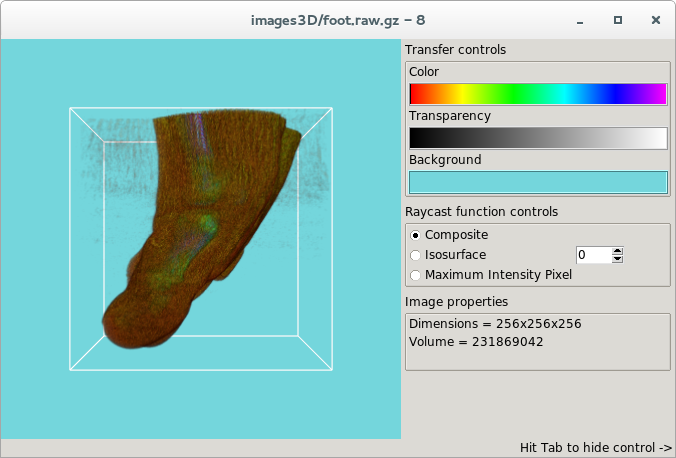 images3D/foot.raw.gz – 8
Transfer controls
Color
Transparency
Background
Raycast function controls
Composite
Isosurface 0
Maximum Intensity Pixel
Image properties
Dimensions = 256x256x256
Volume = 231869042
Hit Tab to hide control ->